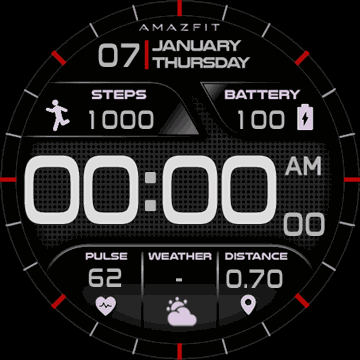 AMAZFIT
07 JANUARY
THURSDAY
STEPS
1000
BATTERY
100
00:00 AM
00
PULSE
62
WEATHER
-
DISTANCE
0.70